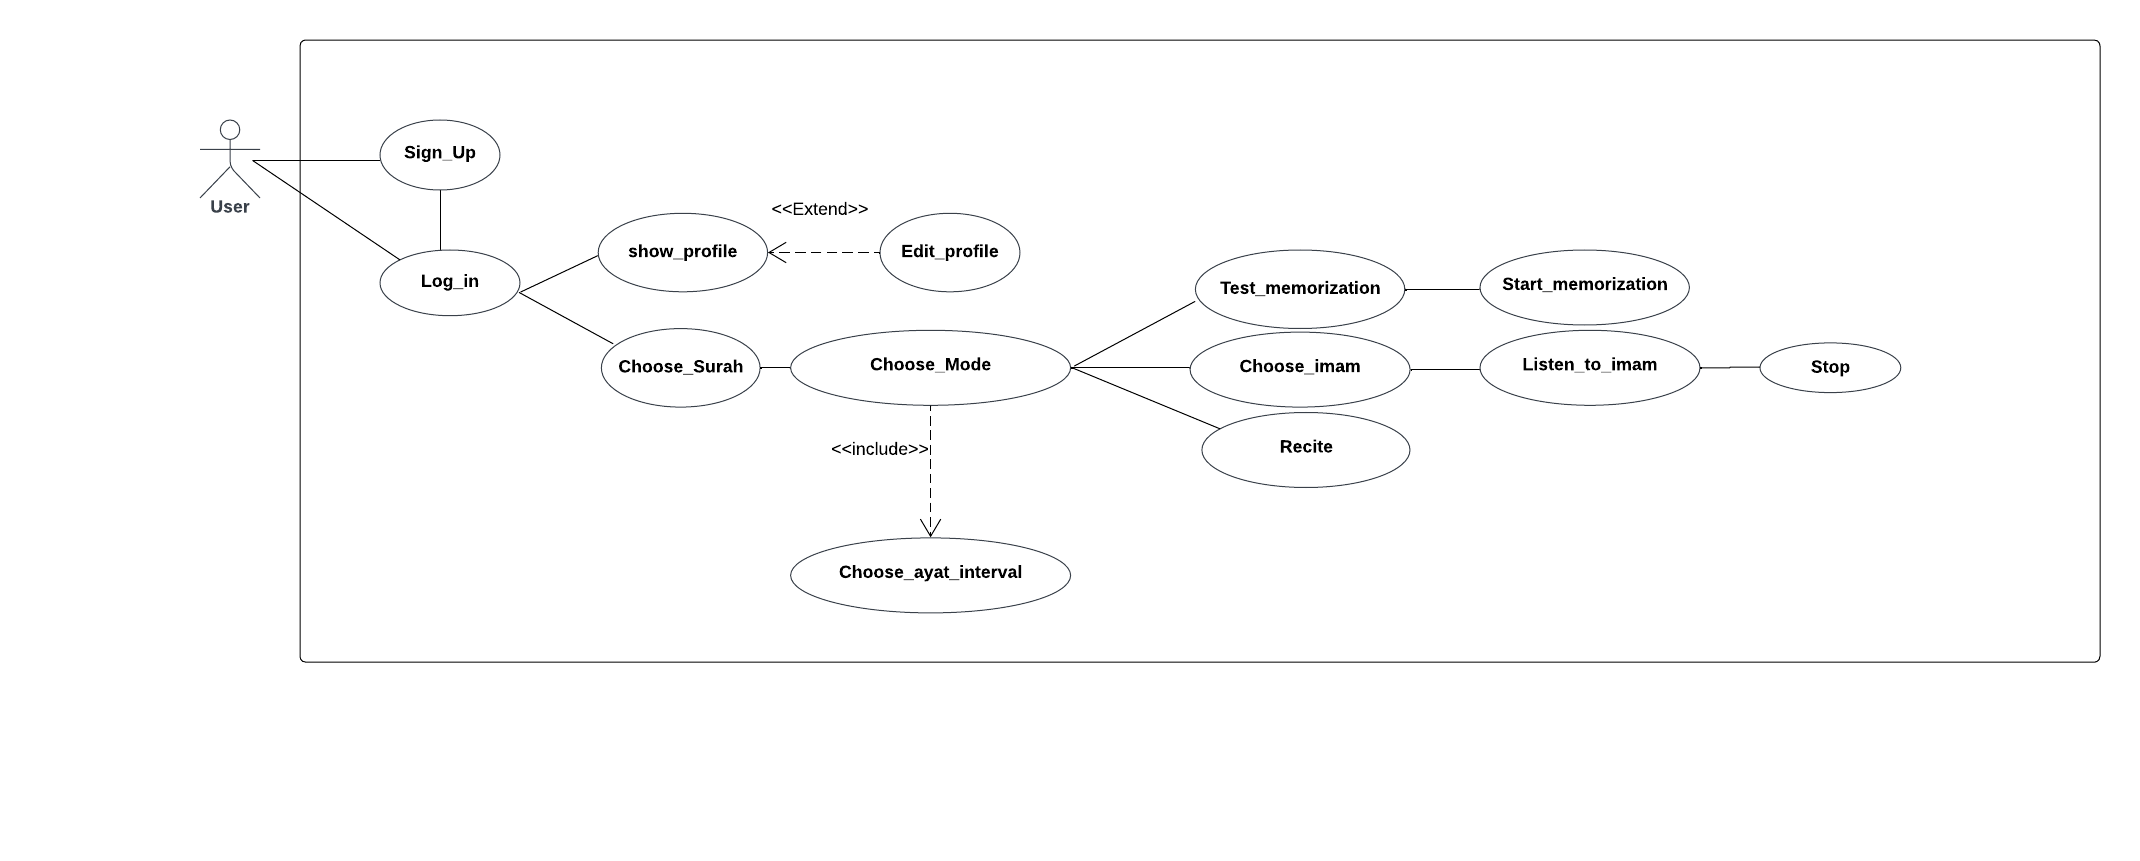 Sign_Up
User
<<Extend>>
show_profile
Edit_profile
Log_in
Test_memorization
Start_memorization
Choose_Surah
Choose_Mode
Choose_imam
Listen_to_imam
Stop
<<include>>
Recite
Choose_ayat_interval